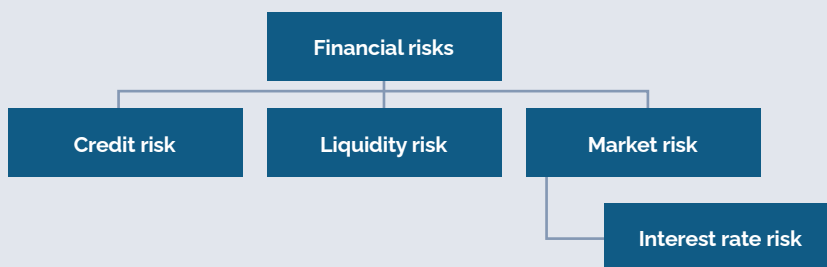 Financial risks
Credit risk
Liquidity risk
Market risk
Interest rate risk